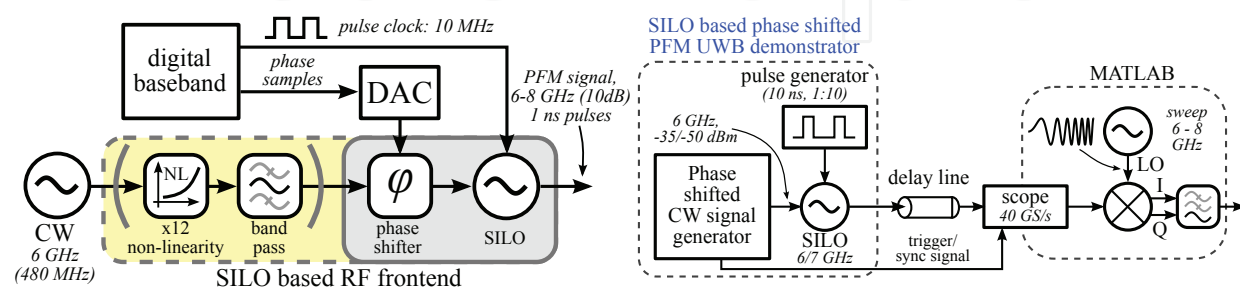 digital
baseband
pulse clock: 10 MHz
phase
samples
DAC
PFM signal,
6-8 GHz (10dB)
1 ns pulses
NL
φ
CW
6 GHz
(480 MHz)
x12
non-linearity
band
pass
phase
shifter
SILO
SILO based RF frontend
SILO based phase shifted
PFM UWB demonstrator
pulse generator
(10 ns, 1:10)
6 GHz,
-35/-50 dBm
Phase
shifted
CW signal
generator
SILO
6/7 GHz
delay line
trigger/
sync signal
scope
40 GS/s
MATLAB
sweep
6 - 8
GHz
LO
I
Q